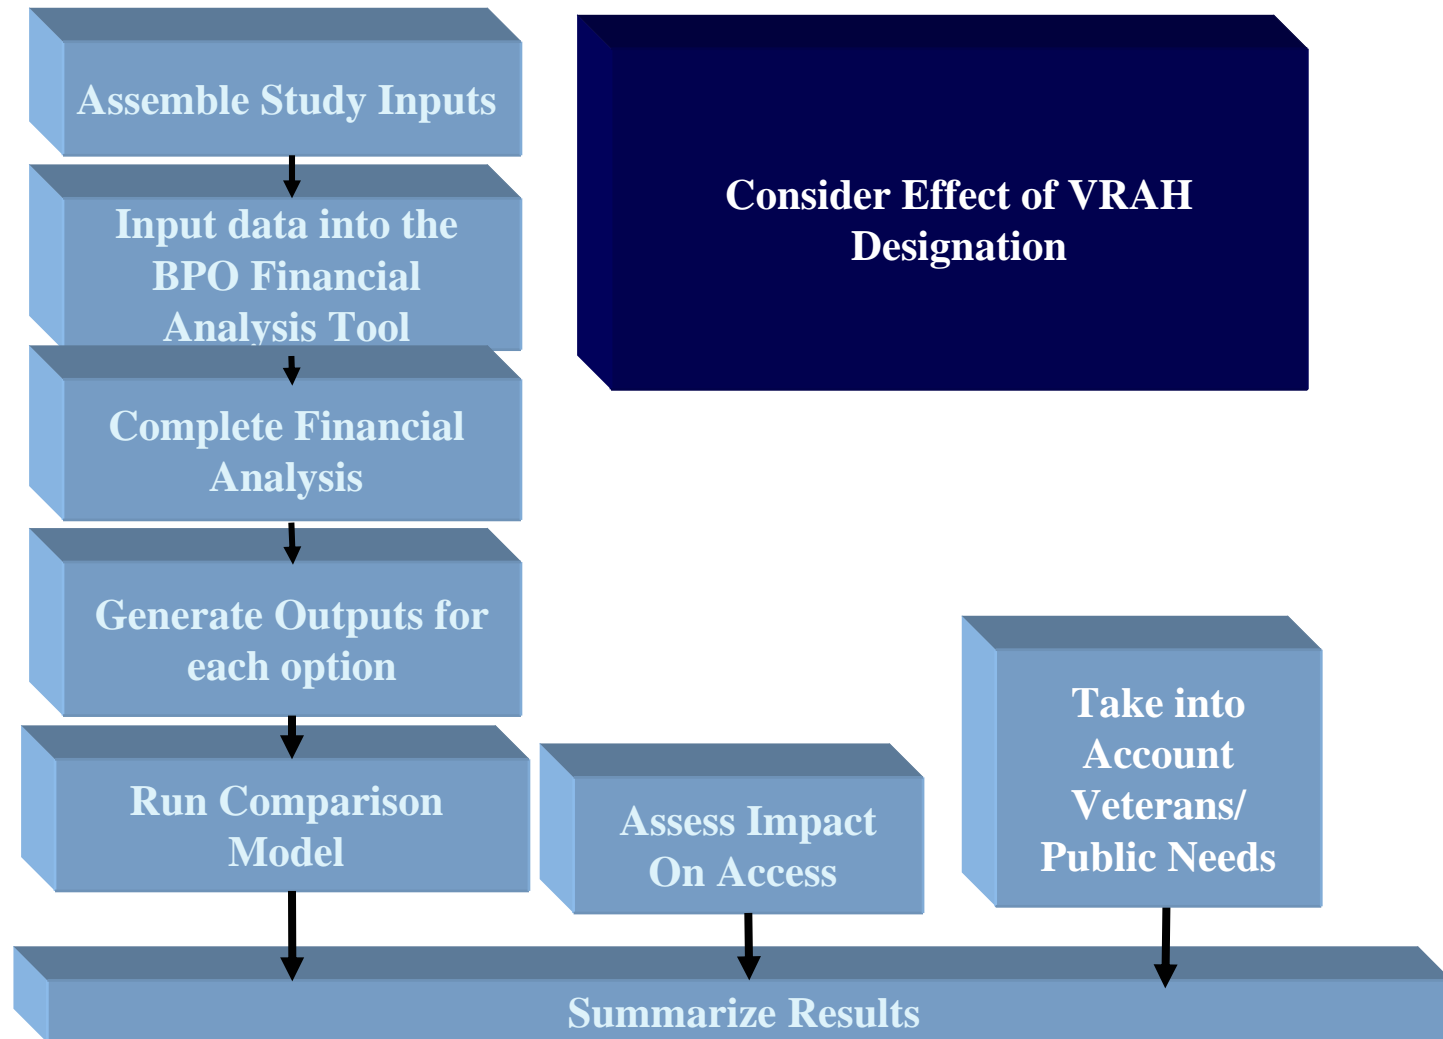 Assemble Study Inputs
Input data into the
BPO Financial
Analysis Tool
Complete Financial
Analysis
Generate Outputs for
each option
Run Comparison
Model
Consider Effect of VRAH
Designation
Assess Impact
On Access
Take into
Account
Veterans/
Public Needs
Summarize Results